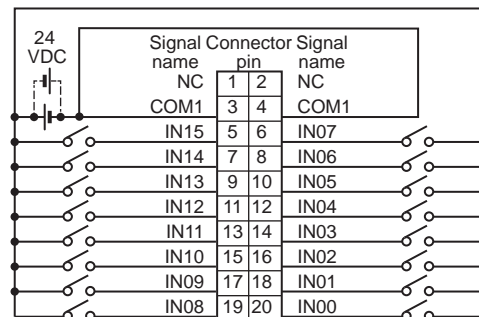 24
VDC
Signal Connector Signal
name pin name
NC 1 2 NC
COM1 3 4 COM1
IN15 5 6 IN07
IN14 7 8 IN06
IN13 9 10 IN05
IN12 11 12 IN04
IN11 13 14 IN03
IN10 15 16 IN02
IN09 17 18 IN01
IN08 19 20 IN00